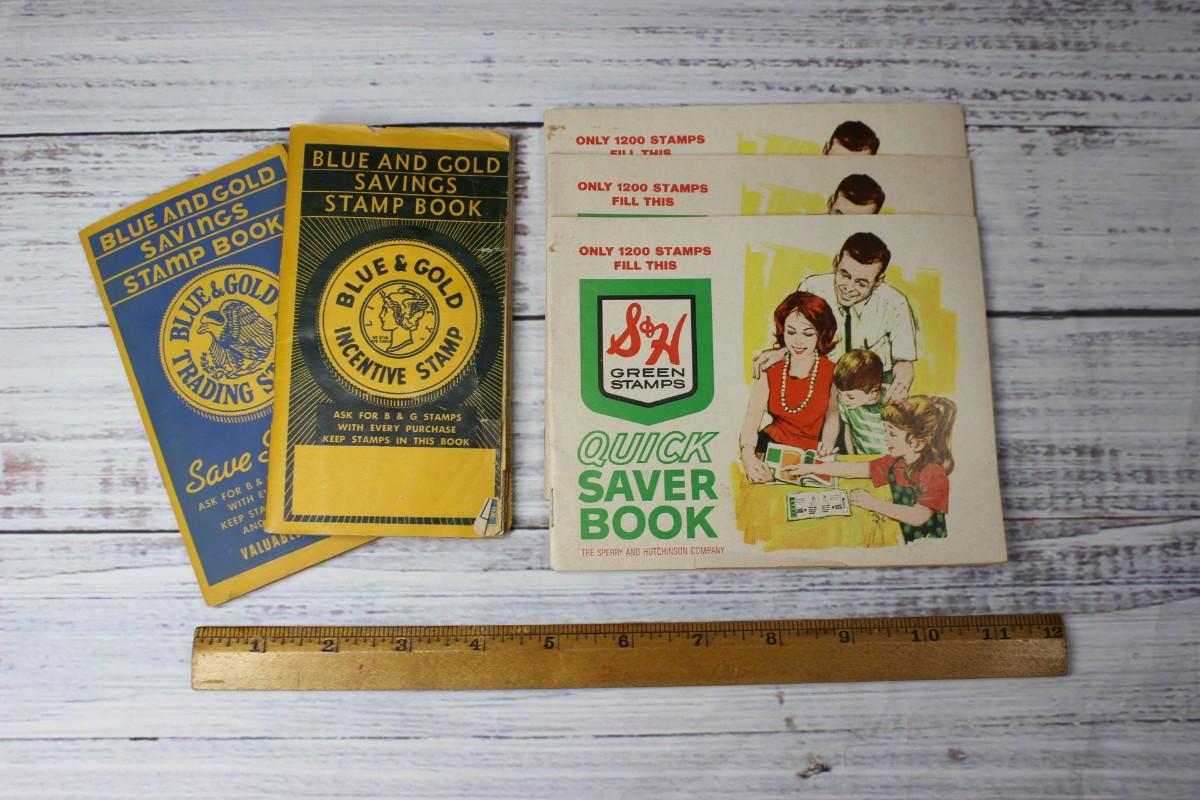 BLUE AND GOLD
SAVINGS
STAMP BOOK
BLUE & GOLD
TRADING
Save
ASK FOR B &
WITH
KEEP
AND
BLUE AND GOLD
SAVINGS
STAMP BOOK
BLUE & GOLD
INCENTIVE STAMP
ASK FOR B & G STAMPS
WITH EVERY PURCHASE
KEEP STAMPS IN THIS BOOK
ONLY 1200 STAMPS
FILL THIS
ONLY 1200 STAMPS
FILL THIS
ONLY 1200 STAMPS
FILL THIS
S&H
GREEN
STAMPS
QUICK
SAVER
BOOK
THE SPERRY AND HUTCHINSON COMPANY
1 2 3 4 5 6 7 8 9 10 11 12